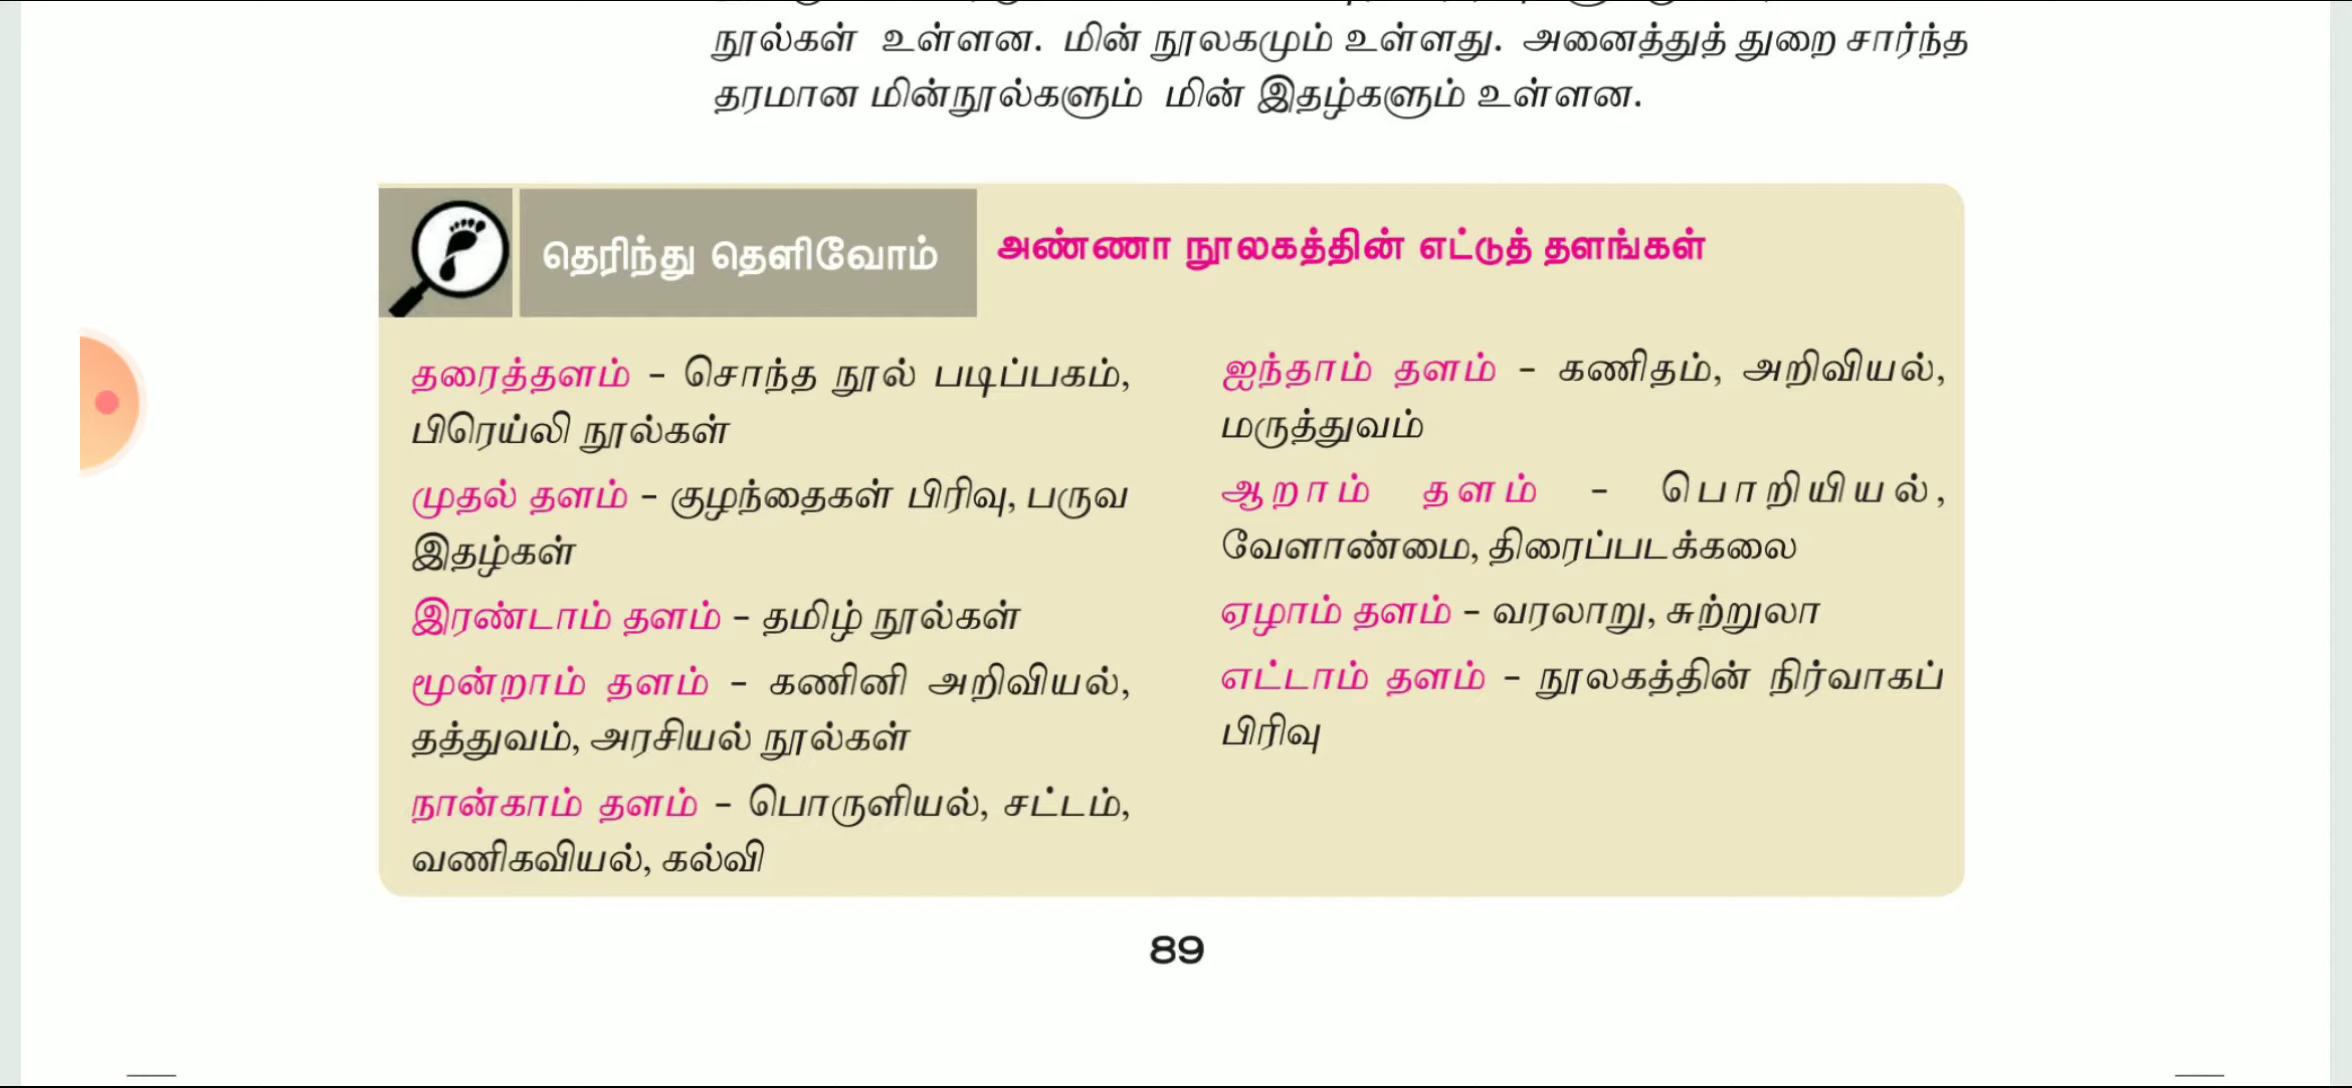 நூல்கள் உள்ளன. மின் நூலகமும் உள்ளது. அனைத்துத் துறை சார்ந்த
தரமான மின்நூல்களும் மின் இதழ்களும் உள்ளன.
தெரிந்து தெளிவோம்
அண்ணா நூலகத்தின் எட்டுத் தளங்கள்
தரைத்தளம் – சொந்த நூல் படிப்பகம்,
பிரெய்லி நூல்கள்
முதல் தளம் – குழந்தைகள் பிரிவு, பருவ
இதழ்கள்
இரண்டாம் தளம் – தமிழ் நூல்கள்
மூன்றாம் தளம் – கணினி அறிவியல்,
தத்துவம், அரசியல் நூல்கள்
நான்காம் தளம் – பொருளியல், சட்டம்,
வணிகவியல், கல்வி
ஐந்தாம் தளம் – கணிதம், அறிவியல்,
மருத்துவம்
ஆறாம் தளம் – பொறியியல்,
வேளாண்மை, திரைப்படக்கலை
ஏழாம் தளம் – வரலாறு, சுற்றுலா
எட்டாம் தளம் – நூலகத்தின் நிர்வாகப்
பிரிவு
89